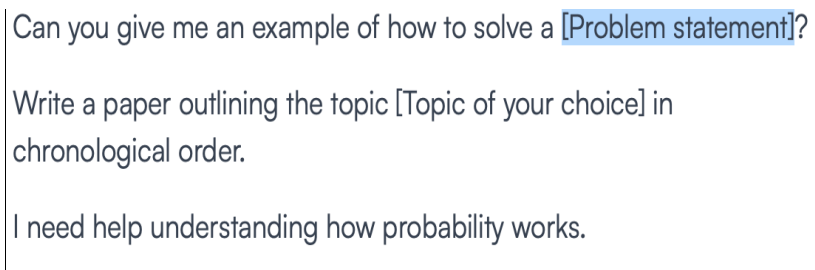 Can you give me an example of how to solve a [Problem statement]?
Write a paper outlining the topic [Topic of your choice] in
chronological order.
I need help understanding how probability works.